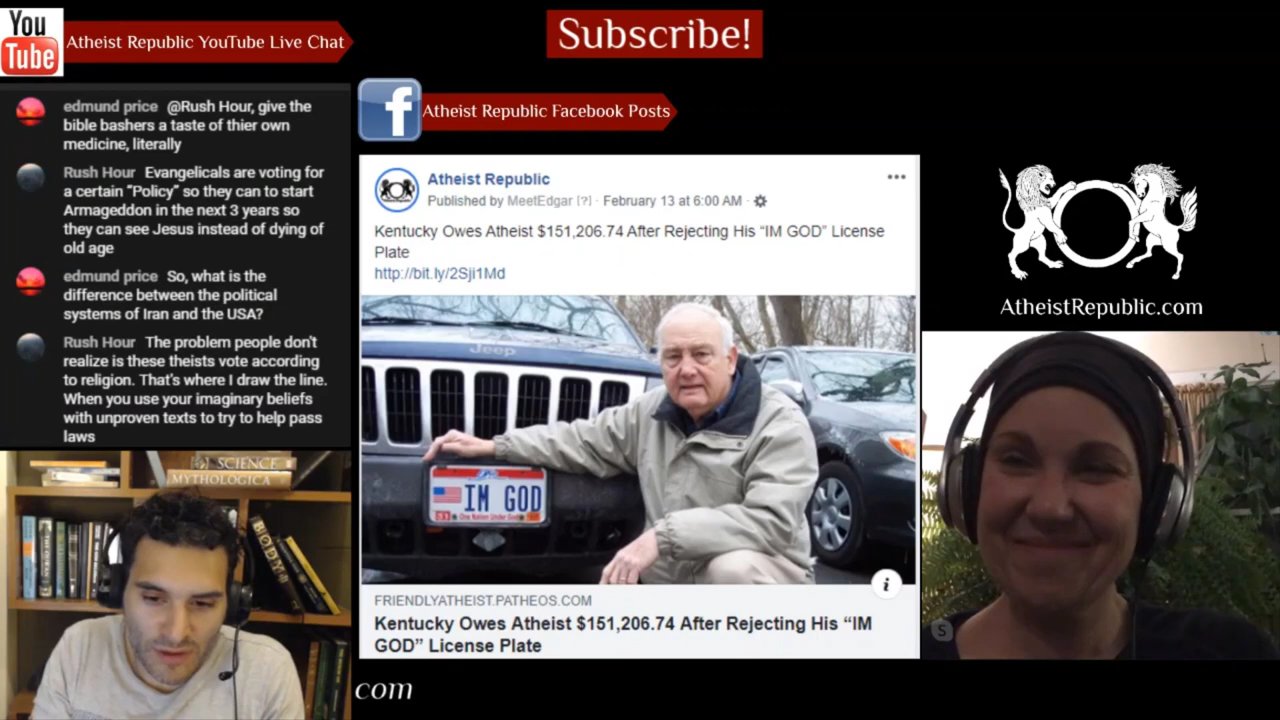 You
Tube
Atheist Republic YouTube Live Chat
Subscribe!
edmund price @Rush Hour, give the
bible bashers a taste of thier own
medicine, literally
Rush Hour Evangelicals are voting for
a certain "Policy" so they can to start
Armageddon in the next 3 years so
they can see Jesus instead of dying of
old age
edmund price So, what is the
difference between the political
systems of Iran and the USA?
Rush Hour The problem people don't
realize is these theists vote according
to religion. That's where I draw the line.
When you use your imaginary beliefs
with unproven texts to try to help pass
laws
f
Atheist Republic Facebook Posts
Atheist Republic
Published by MeetEdgar [?] · February 13 at 6:00 AM ·
Kentucky Owes Atheist $151,206.74 After Rejecting His “IM GOD” License
Plate
http://bit.ly/2Sji1Md
Jeep
IM GOD
One Nation Under God
i
FRIENDLYATHEIST.PATHEOS.COM
Kentucky Owes Atheist $151,206.74 After Rejecting His “IM
GOD” License Plate
AtheistRepublic.com
SCIENCE
MYTHOLOGICA
BODY
S
com